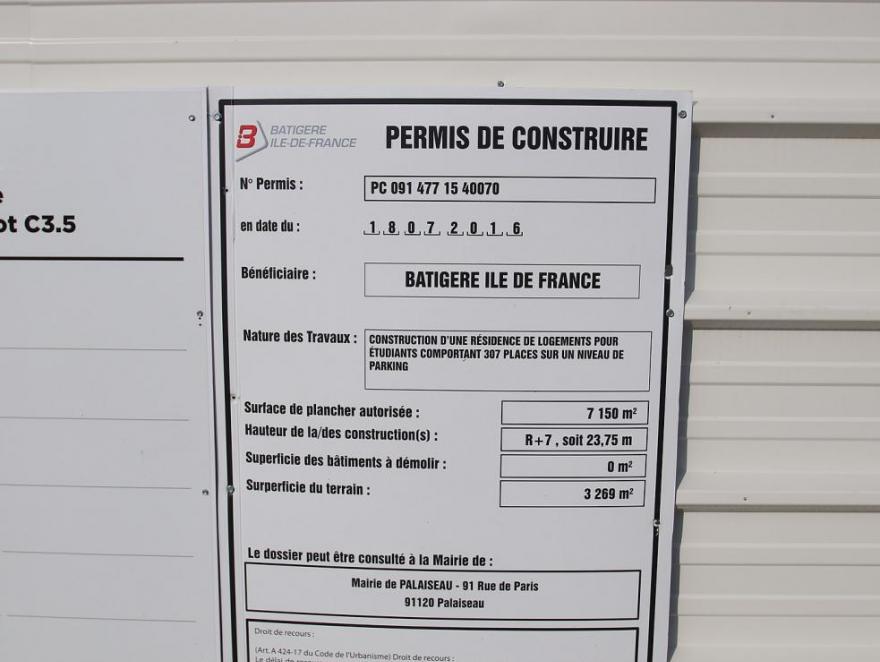 ot C3.5
BATIGERE
ILE-DE-FRANCE
PERMIS DE CONSTRUIRE
N° Permis :
PC 091 477 15 40070
en date du :
1 8 0 7 2 0 1 6
Bénéficiaire :
BATIGERE ILE DE FRANCE
Nature des Travaux :
CONSTRUCTION D'UNE RÉSIDENCE DE LOGEMENTS POUR
ÉTUDIANTS COMPORTANT 307 PLACES SUR UN NIVEAU DE
PARKING
Surface de plancher autorisée :
7 150 m²
Hauteur de la/des construction(s) :
R+7 , soit 23,75 m
Superficie des bâtiments à démolir :
0 m²
Surperficie du terrain :
3 269 m²
Le dossier peut être consulté à la Mairie de :
Mairie de PALAISEAU - 91 Rue de Paris
91120 Palaiseau
Droit de recours :
(Art. A 424-17 du Code de l'Urbanisme) Droit de recours :
Le délai de